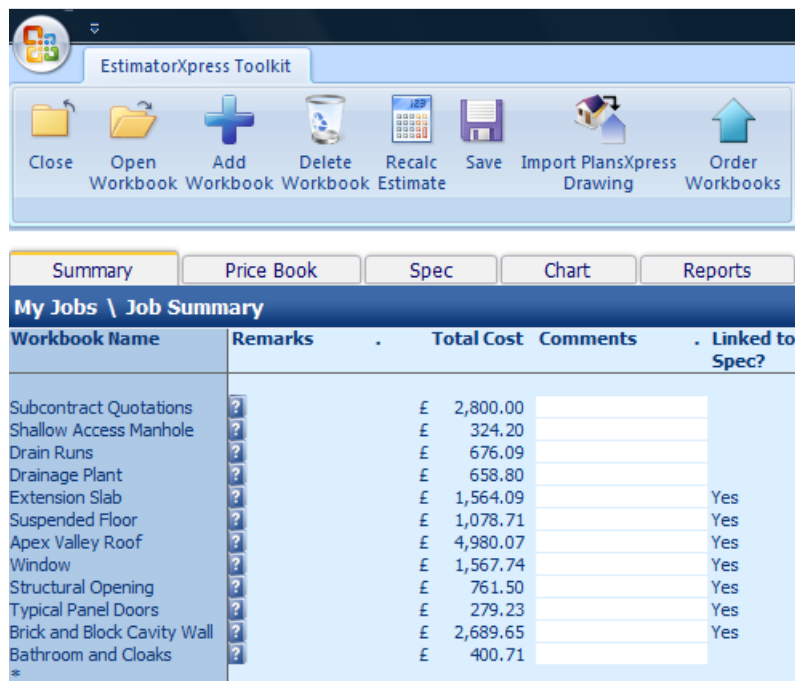 EstimatorXpress Toolkit
Close Open Workbook Add Workbook Delete Workbook Recalc Estimate Save Import PlansXpress Drawing Order Workbooks
Summary Price Book Spec Chart Reports
My Jobs \ Job Summary
Workbook Name Remarks . Total Cost Comments . Linked to Spec?
Subcontract Quotations ? £ 2,800.00
Shallow Access Manhole ? £ 324.20
Drain Runs ? £ 676.09
Drainage Plant ? £ 658.80
Extension Slab ? £ 1,564.09 Yes
Suspended Floor ? £ 1,078.71 Yes
Apex Valley Roof ? £ 4,980.07 Yes
Window ? £ 1,567.74 Yes
Structural Opening ? £ 761.50 Yes
Typical Panel Doors ? £ 279.23 Yes
Brick and Block Cavity Wall ? £ 2,689.65 Yes
Bathroom and Cloaks ? £ 400.71
*